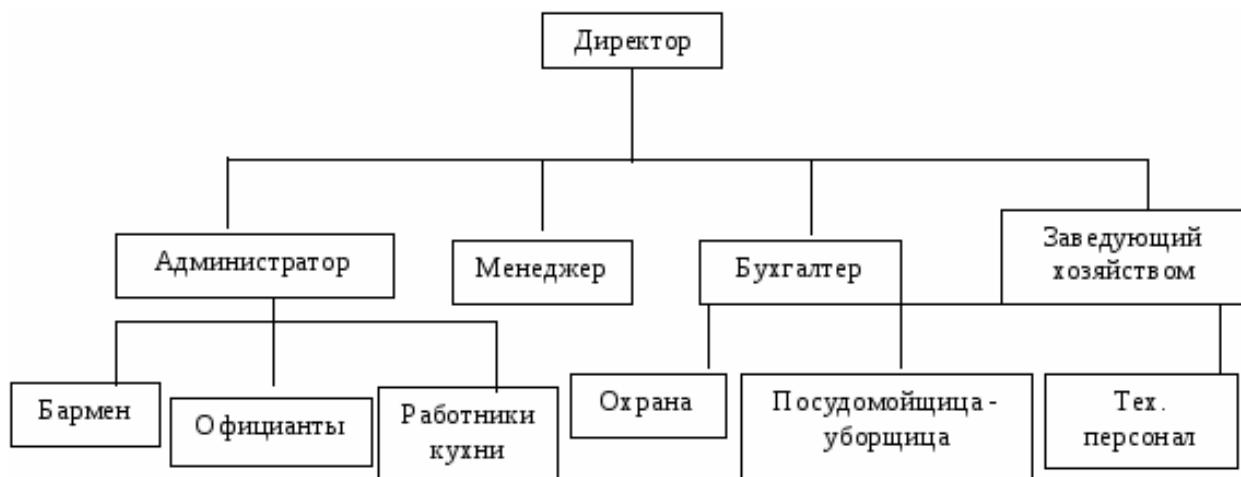 Директор
Администратор
Менеджер
Бухгалтер
Заведующий
хозяйством
Бармен
Официанты
Работники
кухни
Охрана
Посудомойщица -
уборщица
Тех.
персонал